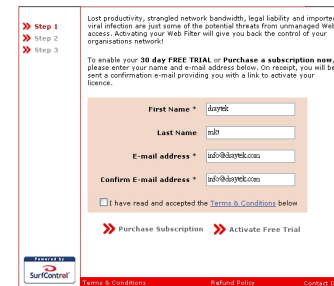 Step 1
Step 2
Step 3
Lost productivity, strangled network bandwidth, legal liability and imported
viral infection are just some of the potential threats from unmanaged Web
access. Activating your Web Filter will give you back the control of your
organisations network!
To enable your 30 day FREE TRIAL or Purchase a subscription now,
please enter your name and e-mail address below. On receipt, you will be
sent a confirmation e-mail providing you with a link to activate your
licence.
First Name * draytek
Last Name mkt
E-mail address * info@draytek.com
Confirm E-mail address * info@draytek.com
I have read and accepted the Terms & Conditions below
Purchase Subscription Activate Free Trial
Powered by
SurfControl
Terms & Conditions Refund Policy Contact